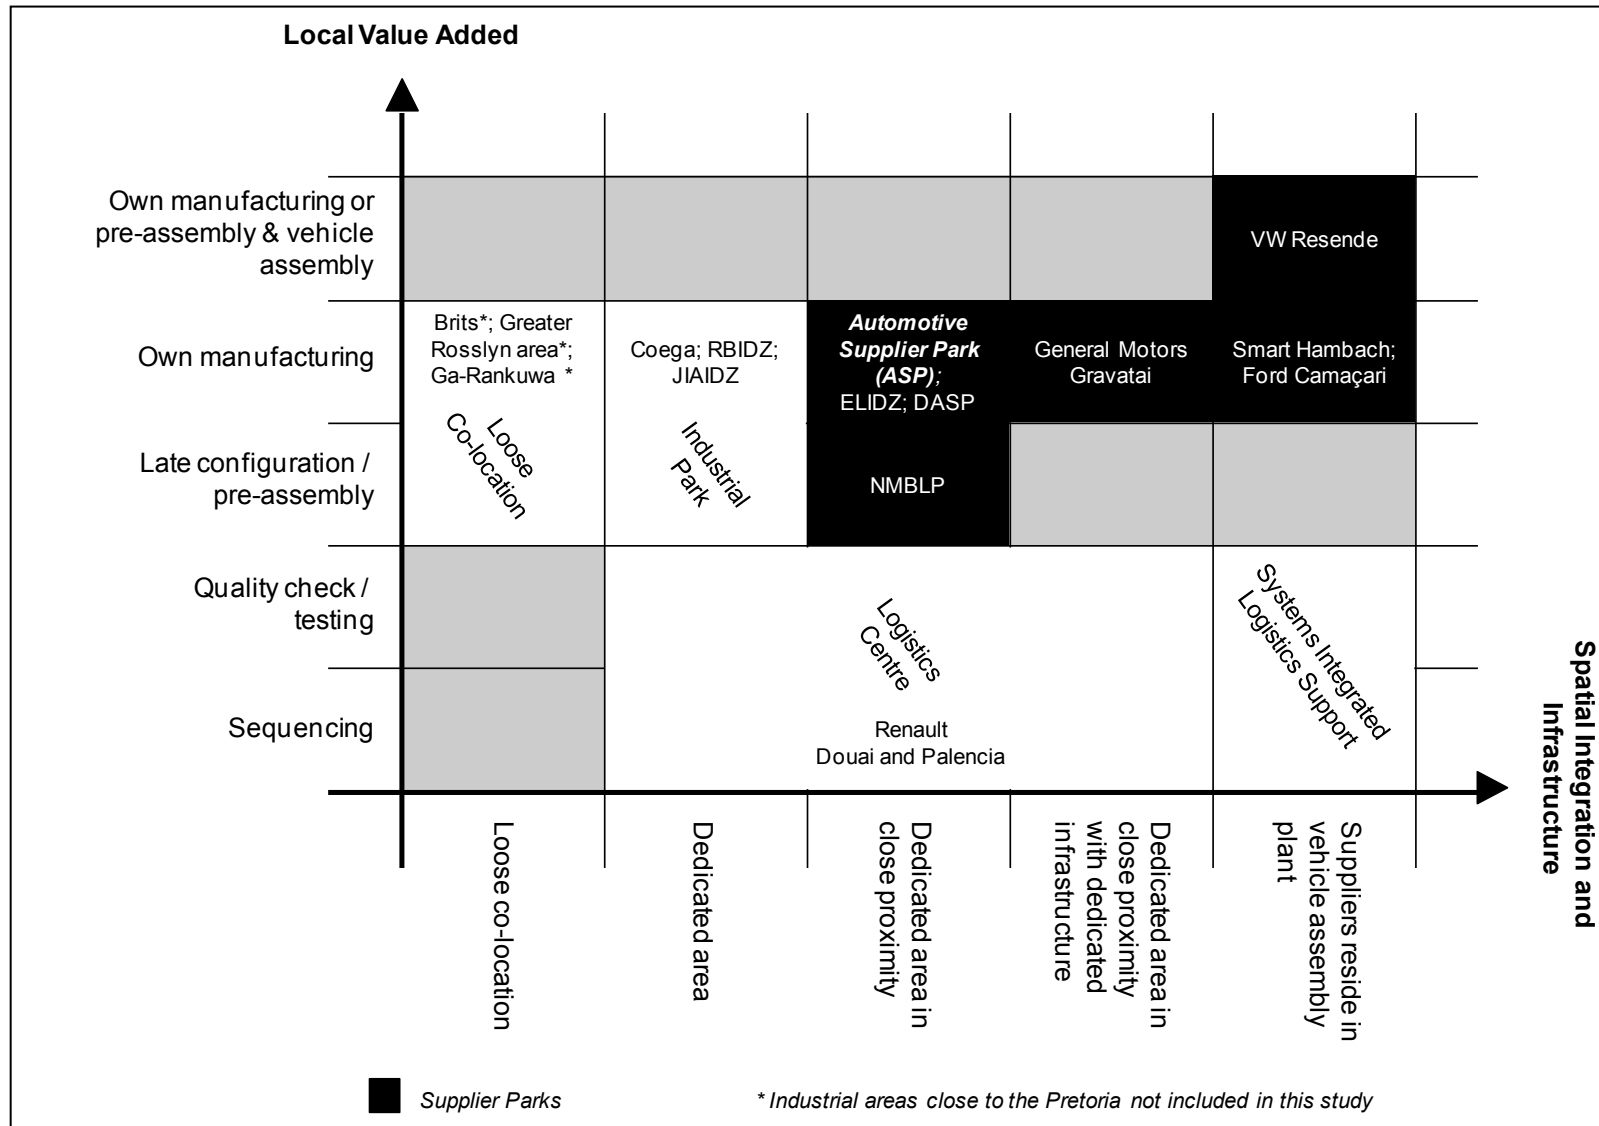 Local Value Added
Own manufacturing or
pre-assembly & vehicle
assembly
VW Resende
Own manufacturing
Brits*; Greater
Rosslyn area*;
Ga-Rankuwa *
Coega; RBIDZ;
JIAIDZ
Automotive
Supplier Park
(ASP);
ELIDZ; DASP
General Motors
Gravatai
Smart Hambach;
Ford Camaçari
Late configuration /
pre-assembly
Loose
Co-location
Industrial
Park
NMBLP
Quality check /
testing
Logistics
Centre
Systems Integrated
Logistics Support
Sequencing
Renault
Douai and Palencia
Spatial Integration and
Infrastructure
Loose co-location
Dedicated area
Dedicated area in
close proximity
Dedicated area in
close proximity
with dedicated
infrastructure
Suppliers reside in
vehicle assembly
plant
Supplier Parks
* Industrial areas close to the Pretoria not included in this study